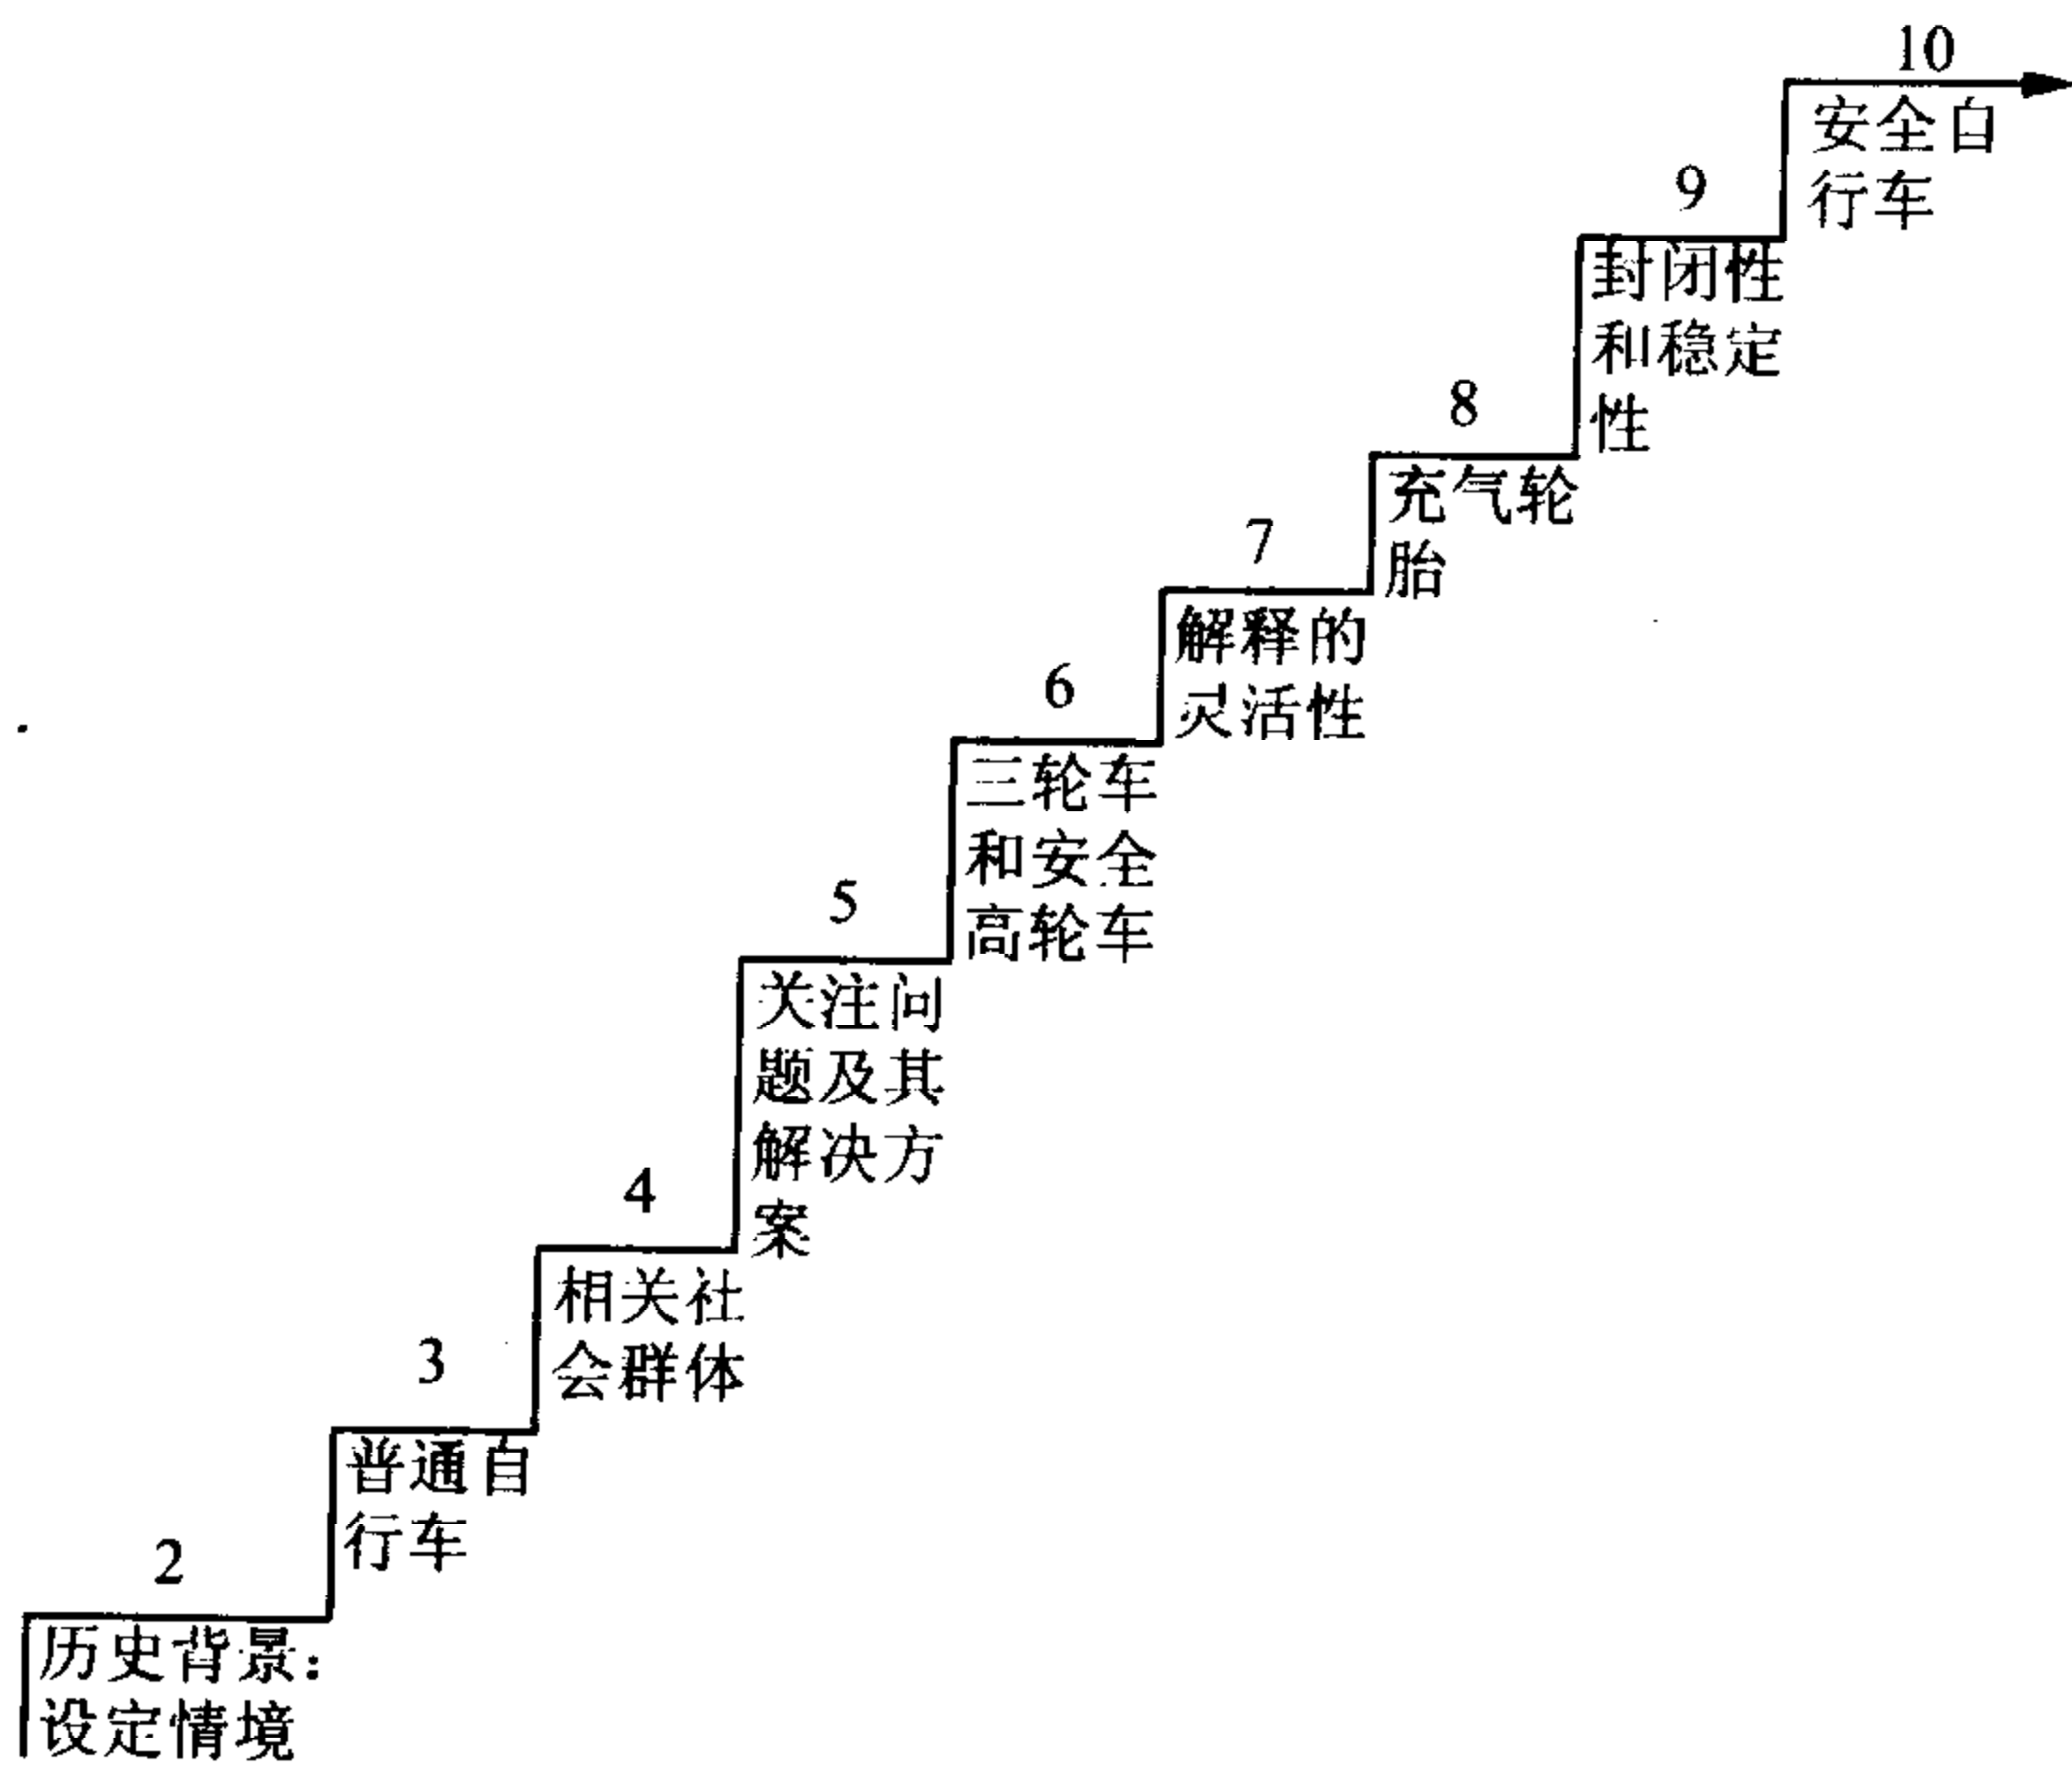 10
安全自
行车
9
封闭性
和稳定
性
8
充气轮
胎
7
解释的
灵活性
6
三轮车
和安全
高轮车
5
关注问
题及其
解决方
案
4
相关社
会群体
3
普通自
行车
2
历史背景:
设定情境